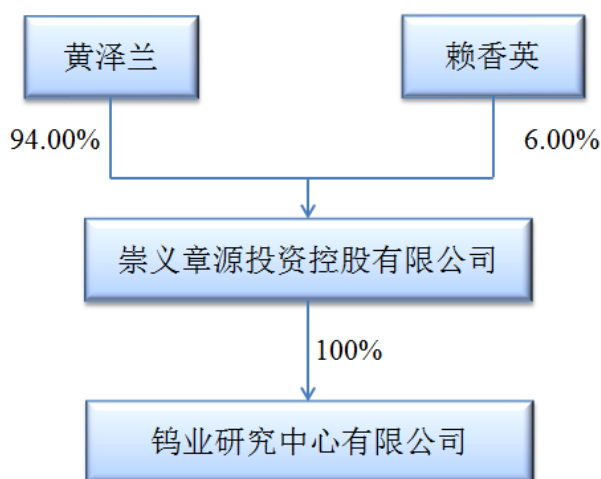 黄泽兰
赖香英
94.00%
6.00%
崇义章源投资控股有限公司
100%
钨业研究中心有限公司